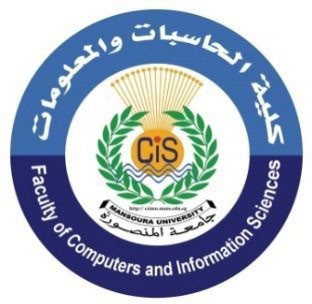 كلية الحاسبات والمعلومات
CiS
MANSOURA UNIVERSITY
جامعة المنصورة
Faculty of Computers and Information Sciences